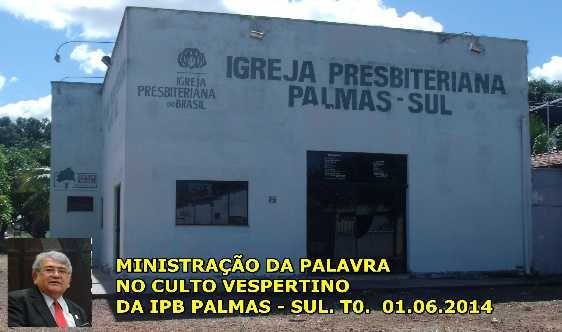 IGREJA
PRESBITERIANA
DO BRASIL
IGREJA PRESBITERIANA
PALMAS - SUL
MINISTRAÇÃO DA PALAVRA
NO CULTO VESPERTINO
DA IPB PALMAS - SUL. T0.  01.06.2014